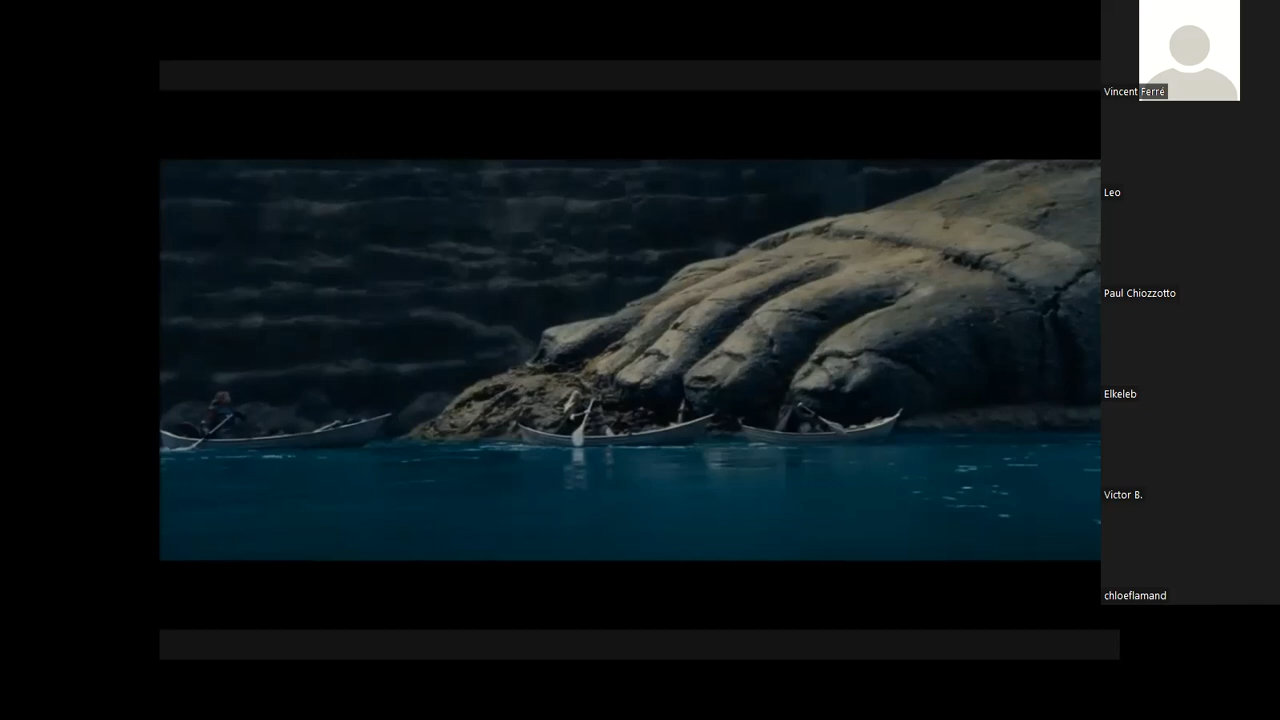 Vincent Ferré
Leo
Paul Chiozzotto
Elkeleb
Victor B.
chloeflamand